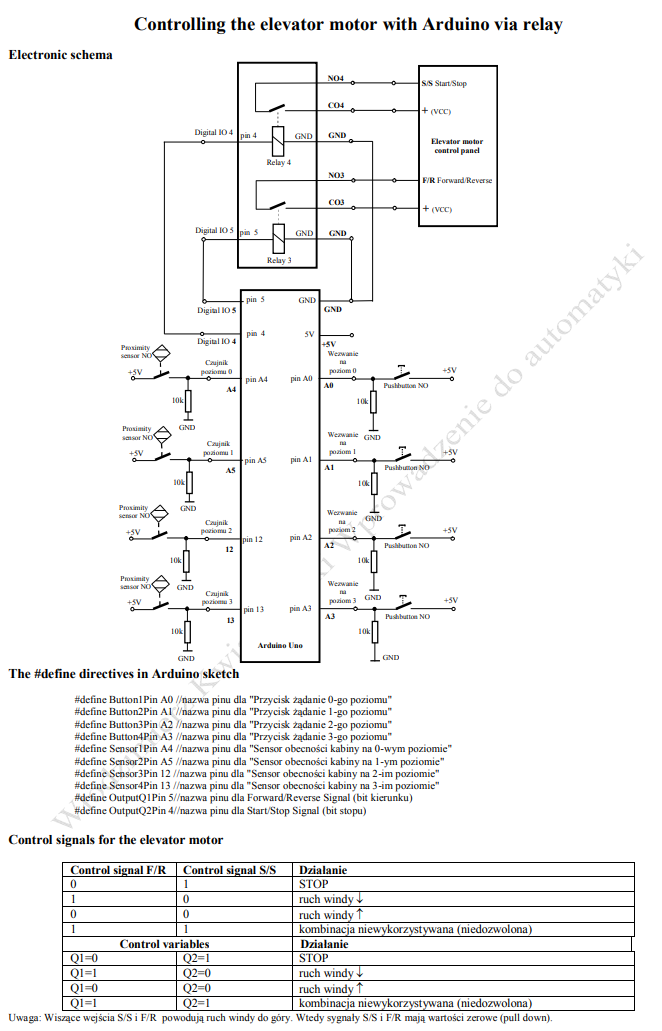 Controlling the elevator motor with Arduino via relay
Electronic schema
NO4
S/S Start/Stop
CO4
+ (VCC)
Digital IO 4
pin 4
GND
GND
Elevator motor
control panel
Relay 4
NO3
F/R Forward/Reverse
CO3
+ (VCC)
Digital IO 5
pin 5
GND
GND
Relay 3
pin 5
GND
Digital IO 5
GND
pin 4
5V
Digital IO 4
+5V
Proximity
sensor NO
+5V
Czujnik
poziomu 0
pin A4
A4
10k
GND
Wezwanie
na
poziom 0
pin A0
A0
+5V
Pushbutton NO
10k
GND
Proximity
sensor NO
+5V
Czujnik
poziomu 1
pin A5
A5
10k
GND
Wezwanie
na
poziom 1
pin A1
A1
+5V
Pushbutton NO
10k
GND
Proximity
sensor NO
+5V
Czujnik
poziomu 2
pin 12
12
10k
GND
Wezwanie
na
poziom 2
pin A2
A2
+5V
Pushbutton NO
10k
GND
Proximity
sensor NO
+5V
Czujnik
poziomu 3
pin 13
13
10k
GND
Wezwanie
na
poziom 3
pin A3
A3
+5V
Pushbutton NO
10k
GND
Arduino Uno
The #define directives in Arduino sketch
#define Button1Pin A0 //nazwa pinu dla "Przycisk żądanie 0-go poziomu"
#define Button2Pin A1 //nazwa pinu dla "Przycisk żądanie 1-go poziomu"
#define Button3Pin A2 //nazwa pinu dla "Przycisk żądanie 2-go poziomu"
#define Button4Pin A3 //nazwa pinu dla "Przycisk żądanie 3-go poziomu"
#define Sensor1Pin A4 //nazwa pinu dla "Sensor obecności kabiny na 0-wym poziomie"
#define Sensor2Pin A5 //nazwa pinu dla "Sensor obecności kabiny na 1-ym poziomie"
#define Sensor3Pin 12 //nazwa pinu dla "Sensor obecności kabiny na 2-im poziomie"
#define Sensor4Pin 13 //nazwa pinu dla "Sensor obecności kabiny na 3-im poziomie"
#define OutputQ1Pin 5//nazwa pinu dla Forward/Reverse Signal (bit kierunku)
#define OutputQ2Pin 4//nazwa pinu dla Start/Stop Signal (bit stopu)
Control signals for the elevator motor
Control signal F/R Control signal S/S Działanie
0 1 STOP
1 0 ruch windy ↓
0 0 ruch windy ↑
1 1 kombinacja niewykorzystywana (niedozwolona)
Control variables Działanie
Q1=0 Q2=1 STOP
Q1=1 Q2=0 ruch windy ↓
Q1=0 Q2=0 ruch windy ↑
Q1=1 Q2=1 kombinacja niewykorzystywana (niedozwolona)
Uwaga: Wiszące wejścia S/S i F/R powodują ruch windy do góry. Wtedy sygnały S/S i F/R mają wartości zerowe (pull down).
Wprowadzenie do automatyki